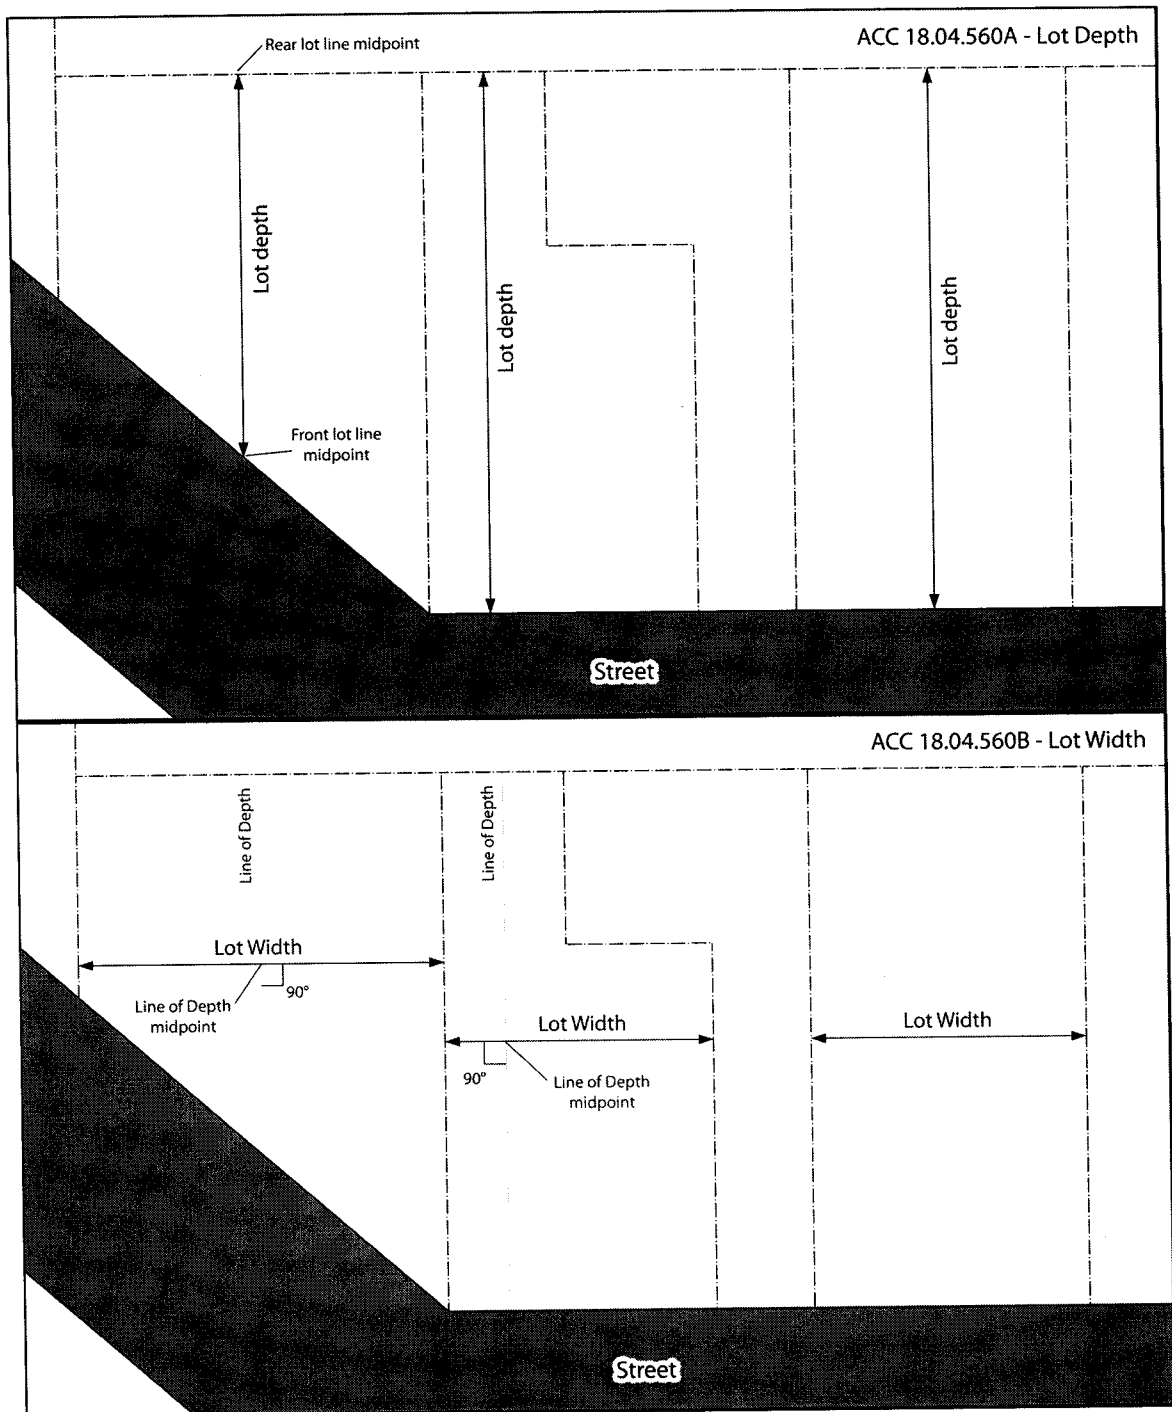 ACC 18.04.560A - Lot Depth
Rear lot line midpoint
Lot depth
Lot depth
Lot depth
Front lot line
midpoint
Street
ACC 18.04.560B - Lot Width
Line of Depth
Line of Depth
Lot Width
90°
Line of Depth
midpoint
Lot Width
Lot Width
90°
Line of Depth
midpoint
Street